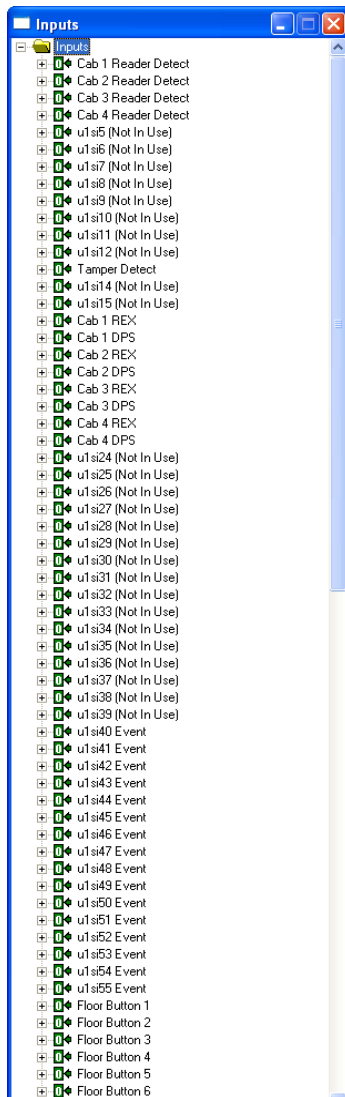 Inputs
Inputs
Cab 1 Reader Detect
Cab 2 Reader Detect
Cab 3 Reader Detect
Cab 4 Reader Detect
u1si5 (Not In Use)
u1si6 (Not In Use)
u1si7 (Not In Use)
u1si8 (Not In Use)
u1si9 (Not In Use)
u1si10 (Not In Use)
u1si11 (Not In Use)
u1si12 (Not In Use)
Tamper Detect
u1si14 (Not In Use)
u1si15 (Not In Use)
Cab 1 REX
Cab 1 DPS
Cab 2 REX
Cab 2 DPS
Cab 3 REX
Cab 3 DPS
Cab 4 REX
Cab 4 DPS
u1si24 (Not In Use)
u1si25 (Not In Use)
u1si26 (Not In Use)
u1si27 (Not In Use)
u1si28 (Not In Use)
u1si29 (Not In Use)
u1si30 (Not In Use)
u1si31 (Not In Use)
u1si32 (Not In Use)
u1si33 (Not In Use)
u1si34 (Not In Use)
u1si35 (Not In Use)
u1si36 (Not In Use)
u1si37 (Not In Use)
u1si38 (Not In Use)
u1si39 (Not In Use)
u1si40 Event
u1si41 Event
u1si42 Event
u1si43 Event
u1si44 Event
u1si45 Event
u1si46 Event
u1si47 Event
u1si48 Event
u1si49 Event
u1si50 Event
u1si51 Event
u1si52 Event
u1si53 Event
u1si54 Event
u1si55 Event
Floor Button 1
Floor Button 2
Floor Button 3
Floor Button 4
Floor Button 5
Floor Button 6